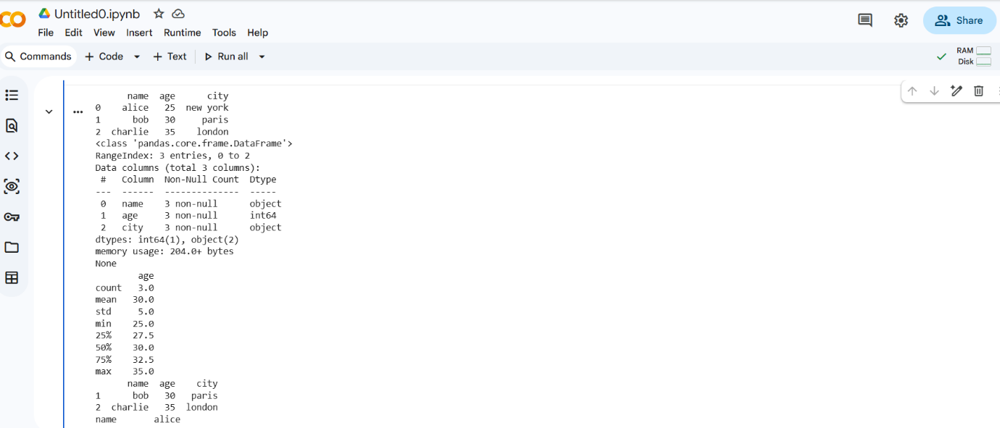 Untitled0.ipynb
File Edit View Insert Runtime Tools Help
Share
Commands + Code + Text Run all
RAM
Disk
name age city
0 alice 25 new york
1 bob 30 paris
2 charlie 35 london
<class 'pandas.core.frame.DataFrame'>
RangeIndex: 3 entries, 0 to 2
Data columns (total 3 columns):
# Column Non-Null Count Dtype
--- ------ -------------- -----
0 name 3 non-null object
1 age 3 non-null int64
2 city 3 non-null object
dtypes: int64(1), object(2)
memory usage: 204.0+ bytes
None
age
count 3.0
mean 30.0
std 5.0
min 25.0
25% 27.5
50% 30.0
75% 32.5
max 35.0
name age city
1 bob 30 paris
2 charlie 35 london
name alice